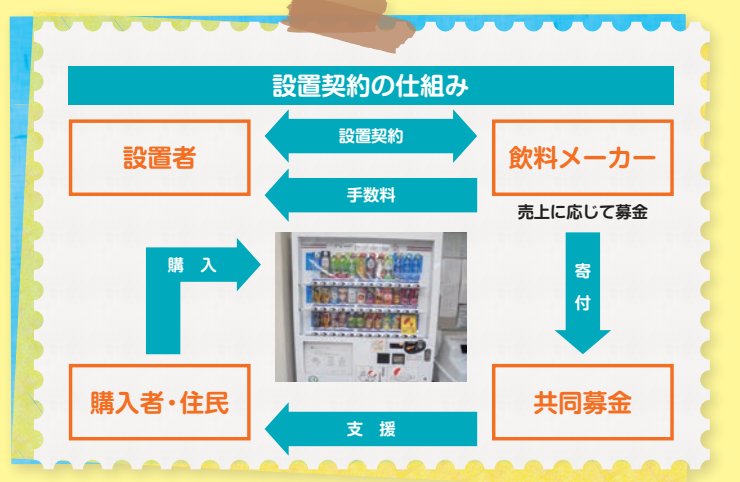 設置契約の仕組み
設置者
設置契約
飲料メーカー
手数料
売上に応じて募金
購 入
寄
付
購入者・住民
支 援
共同募金